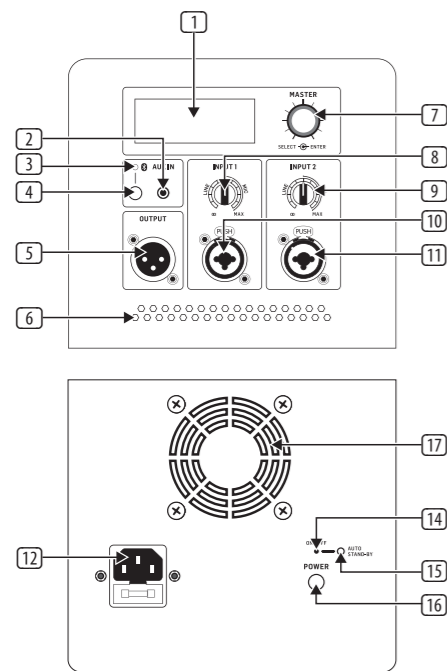 1
MASTER
2
7
SELECT ENTER
3
AUX IN
INPUT 1
INPUT 2
8
4
LINE
MIC
LINE
9
∞
MAX
∞
MAX
10
OUTPUT
PUSH
PUSH
5
11
6
17
14
12
ON/OFF
AUTO
STAND-BY
15
POWER
16